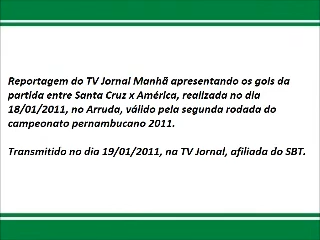 Reportagem do TV Jornal Manhã apresentando os gols da
partida entre Santa Cruz x América, realizada no dia
18/01/2011, no Arruda, válido pela segunda rodada do
campeonato pernambucano 2011.
Transmitido no dia 19/01/2011, na TV Jornal, afiliada do SBT.